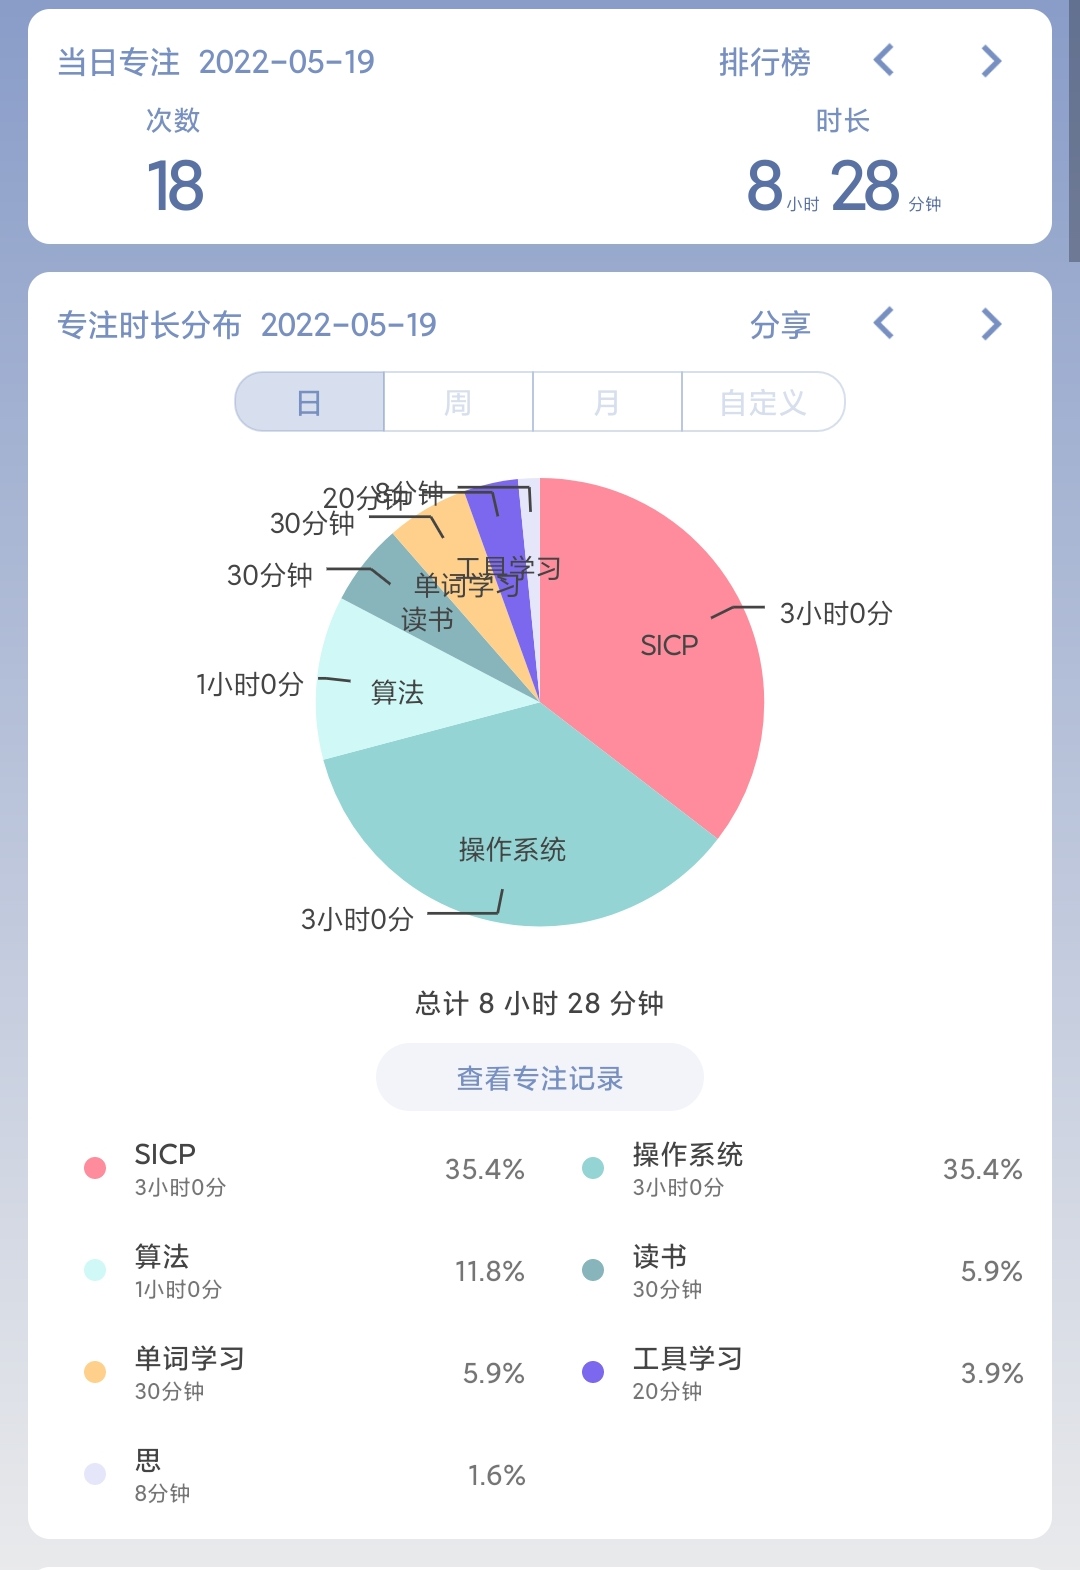 当日专注 2022-05-19 排行榜
次数 时长
18 8 小时 28 分钟
专注时长分布 2022-05-19 分享
日 周 月 自定义
8分钟
20分钟
30分钟
30分钟
工具学习
单词学习
读书
3小时0分
SICP
1小时0分
算法
操作系统
3小时0分
总计 8 小时 28 分钟
查看专注记录
SICP 35.4% 操作系统 35.4%
3小时0分 3小时0分
算法 11.8% 读书 5.9%
1小时0分 30分钟
单词学习 5.9% 工具学习 3.9%
30分钟 20分钟
思 1.6%
8分钟